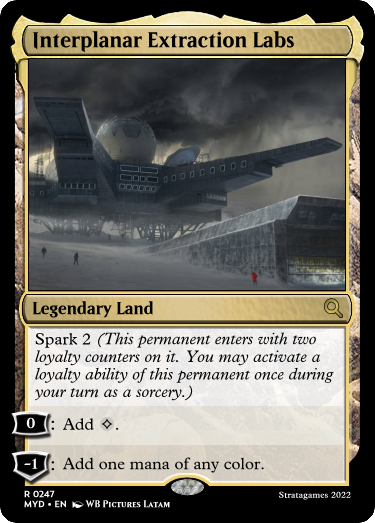 Interplanar Extraction Labs
Legendary Land
Spark 2 (This permanent enters with two
loyalty counters on it. You may activate a
loyalty ability of this permanent once during
your turn as a sorcery.)
0: Add ◇.
-1: Add one mana of any color.
R 0247
MYD • EN WB Pictures Latam
Stratagames 2022